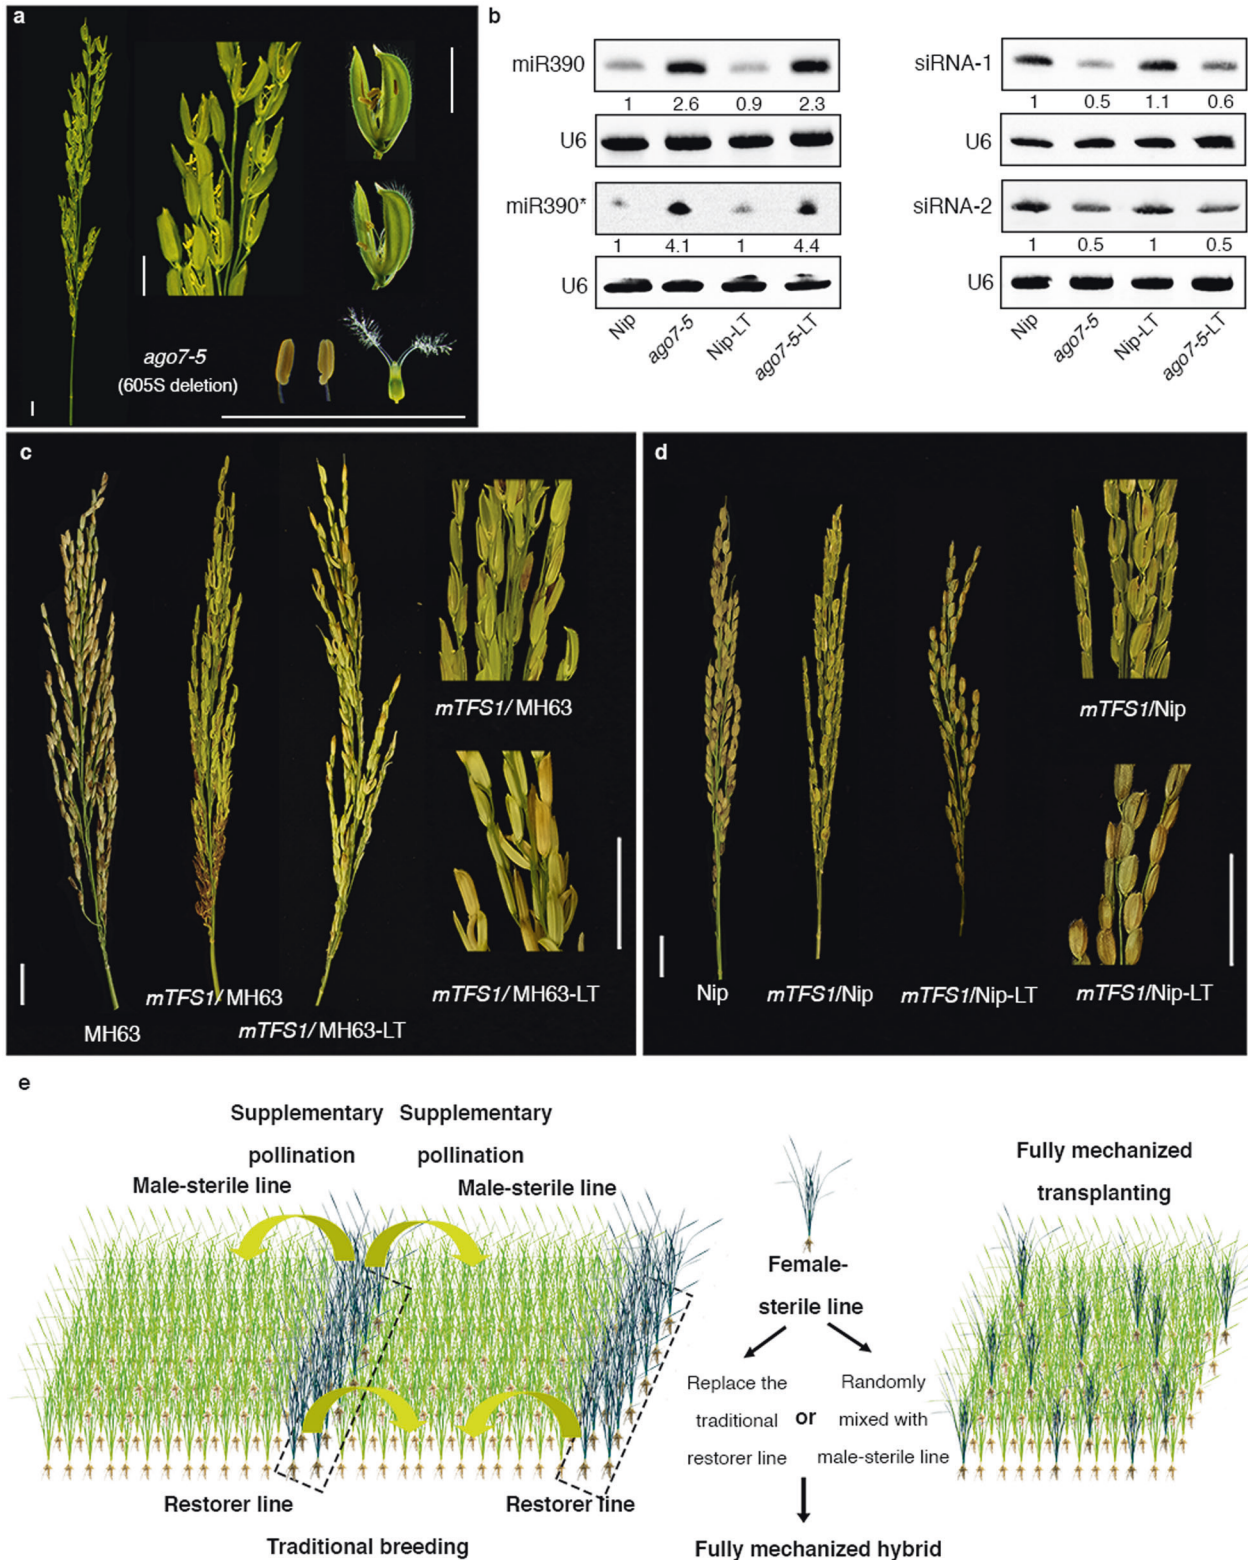 a
ago7-5
(605S deletion)
b
miR390
1 2.6 0.9 2.3
U6
miR390*
1 4.1 1 4.4
U6
Nip ago7-5 Nip-LT ago7-5-LT
siRNA-1
1 0.5 1.1 0.6
U6
siRNA-2
1 0.5 1 0.5
U6
Nip ago7-5 Nip-LT ago7-5-LT
c
mTFS1/ MH63
mTFS1/ MH63-LT
MH63
mTFS1/ MH63
mTFS1/ MH63-LT
d
mTFS1/Nip
mTFS1/Nip-LT
Nip
mTFS1/Nip
mTFS1/Nip-LT
e
Supplementary
pollination
Male-sterile line
Supplementary
pollination
Male-sterile line
Restorer line
Restorer line
Traditional breeding
Female-
sterile line
Replace the
traditional
restorer line
or
Randomly
mixed with
male-sterile line
Fully mechanized hybrid
Fully mechanized
transplanting